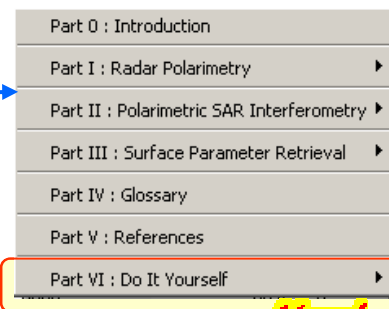 Part 0 : Introduction
Part I : Radar Polarimetry
Part II : Polarimetric SAR Interferometry
Part III : Surface Parameter Retrieval
Part IV : Glossary
Part V : References
Part VI : Do It Yourself